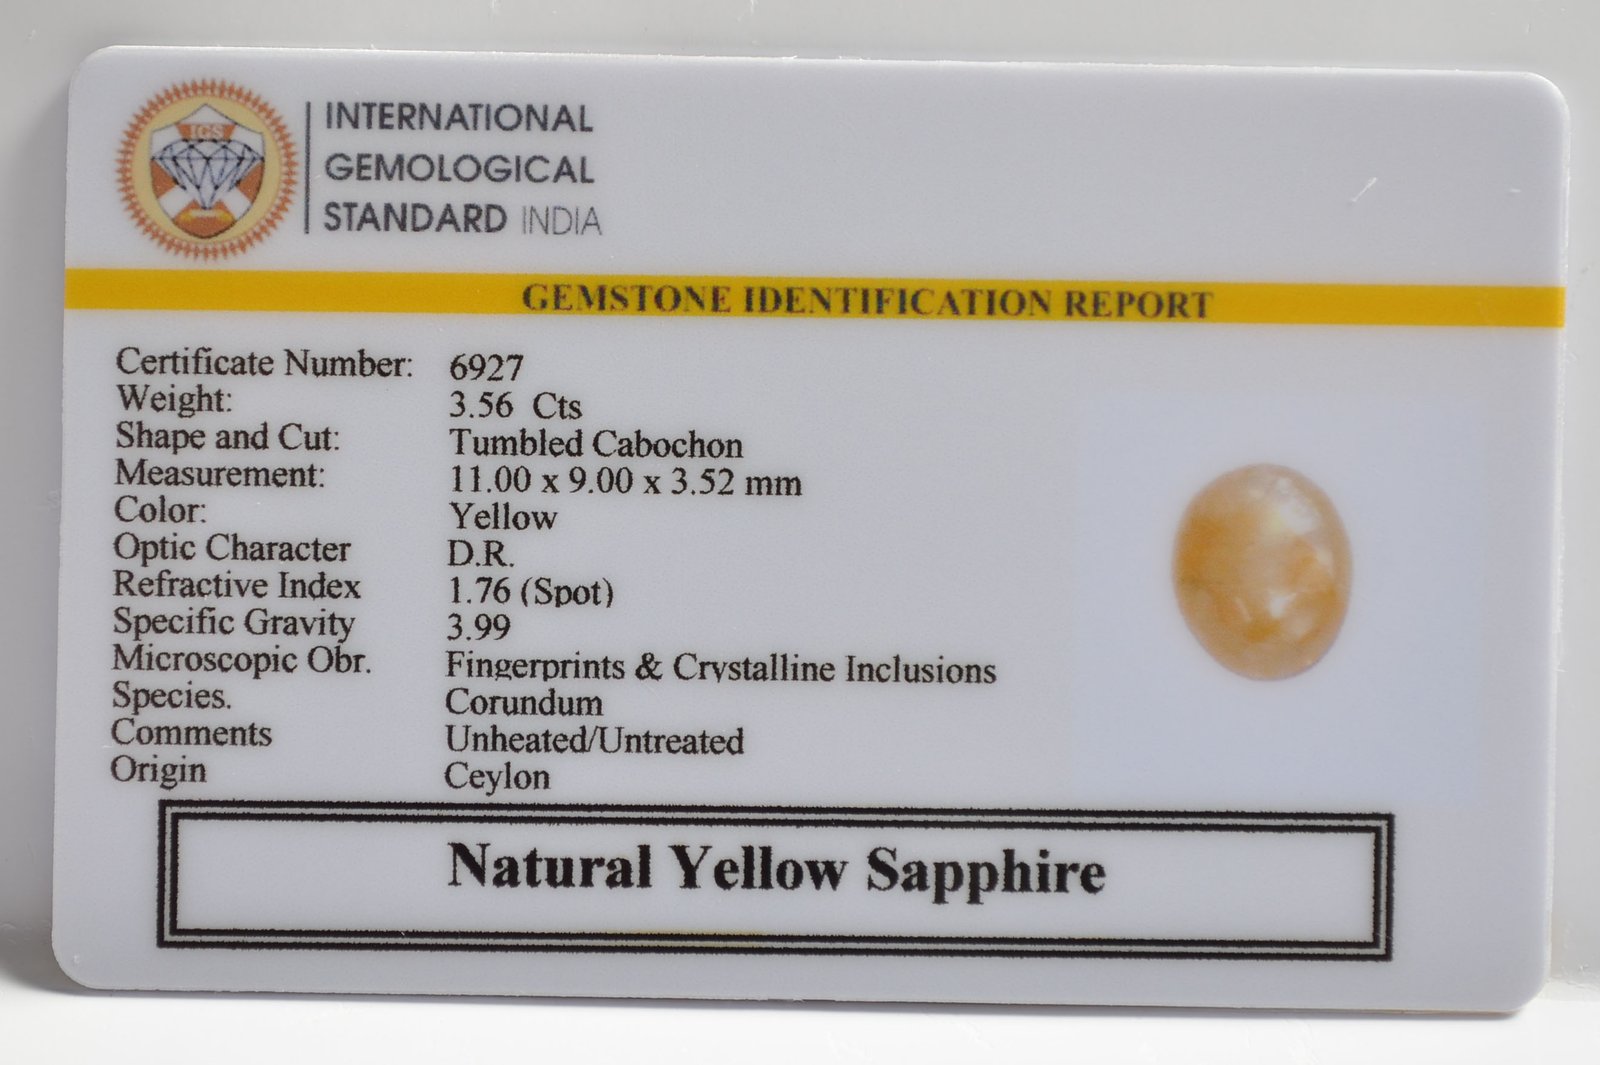 IGS
INTERNATIONAL
GEMOLOGICAL
STANDARD INDIA
GEMSTONE IDENTIFICATION REPORT
Certificate Number: 6927
Weight: 3.56 Cts
Shape and Cut: Tumbled Cabochon
Measurement: 11.00 x 9.00 x 3.52 mm
Color: Yellow
Optic Character D.R.
Refractive Index 1.76 (Spot)
Specific Gravity 3.99
Microscopic Obr. Fingerprints & Crystalline Inclusions
Species. Corundum
Comments Unheated/Untreated
Origin Ceylon
Natural Yellow Sapphire